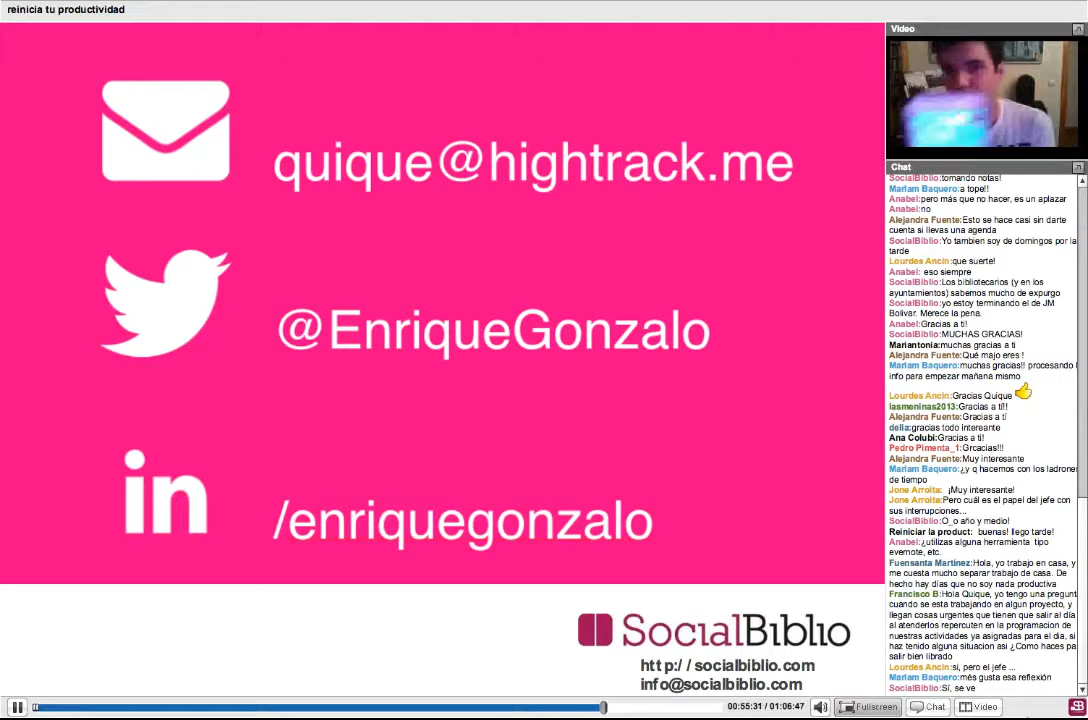 reinicia tu productividad
quique@hightrack.me
@EnriqueGonzalo
in
/enriquegonzalo
SocialBiblio
http://socialbiblio.com
info@socialbiblio.com
Video
Chat
SocialBiblio:tomando notas!
Mariam Baquero:a tope!!
Anabel:pero más que no hacer, es un aplazar
Anabel:no
Alejandra Fuente:Esto se hace casi sin darte
cuenta si llevas una agenda
SocialBiblio:Yo tambien soy de domingos por la
tarde
Lourdes Ancin:que suerte!
Anabel: eso siempre
SocialBiblio:Los bibliotecarios (y en los
ayuntamientos) sabemos mucho de expurgo
SocialBiblio:yo estoy terminando el de JM
Bolivar. Merece la pena.
Anabel:Gracias a ti!
SocialBiblio:MUCHAS GRACIAS!
Mariantonia:muchas gracias a ti
Alejandra Fuente:Qué majo eres !
Mariam Baquero:muchas gracias!! procesando
info para empezar mañana mismo
Lourdes Ancin:Gracias Quique
lasmeninas2013:Gracias a tí!!
Alejandra Fuente:Gracias a tí
della:gracias todo interesante
Ana Colubi:Gracias a ti!
Pedro Pimenta_1:Grcacias!!!
Alejandra Fuente:Muy interesante
Mariam Baquero:¿y q hacemos con los ladrones
de tiempo
Jone Arroita: ¡Muy interesante!
Jone Arroita:Pero cuál es el papel del jefe con
sus interrupciones...
SocialBiblio:O_o año y medio!
Reiniciar la product: buenas! llego tarde!
Anabel:¿utilizas alguna herramienta tipo
evernote, etc.
Fuensanta Martínez:Hola, yo trabajo en casa, y
me cuesta mucho separar trabajo de casa. De
hecho hay días que no soy nada productiva
Francisco B:Hola Quique, yo tengo una pregunt
cuando se esta trabajando en algun proyecto, y
llegan cosas urgentes que tienen que salir al día
al atenderlos repercuten en la programacion de
nuestras actividades ya asignadas para el dia, si
haz tenido alguna situacion asi ¿Como haces pa
salir bien librado
Lourdes Ancin:si, pero el jefe ...
Mariam Baquero:més gusta esa reflexión
SocialBiblio:Sí, se ve
00:55:31 / 01:06:47
Fullscreen
Chat
Video
SB